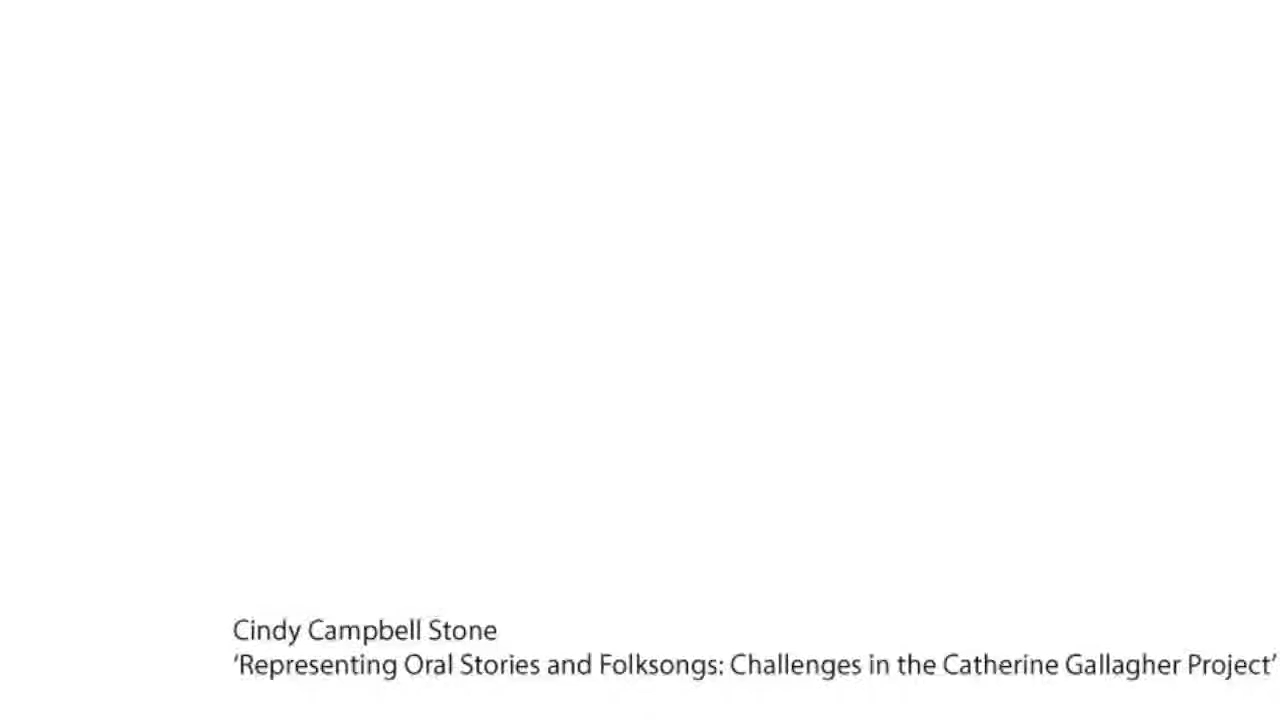 Cindy Campbell Stone
‘Representing Oral Stories and Folksongs: Challenges in the Catherine Gallagher Project’